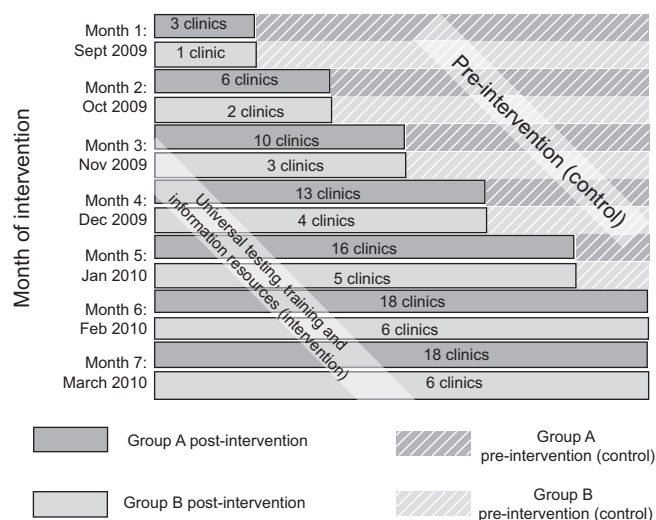 Month of intervention
Month 1:
Sept 2009
3 clinics
1 clinic
Month 2:
Oct 2009
6 clinics
2 clinics
Month 3:
Nov 2009
10 clinics
3 clinics
Month 4:
Dec 2009
13 clinics
4 clinics
Month 5:
Jan 2010
16 clinics
5 clinics
Month 6:
Feb 2010
18 clinics
6 clinics
Month 7:
March 2010
18 clinics
6 clinics
Pre-intervention (control)
Universal testing, training and
information resources (intervention)
Group A post-intervention
Group A
pre-intervention (control)
Group B post-intervention
Group B
pre-intervention (control)